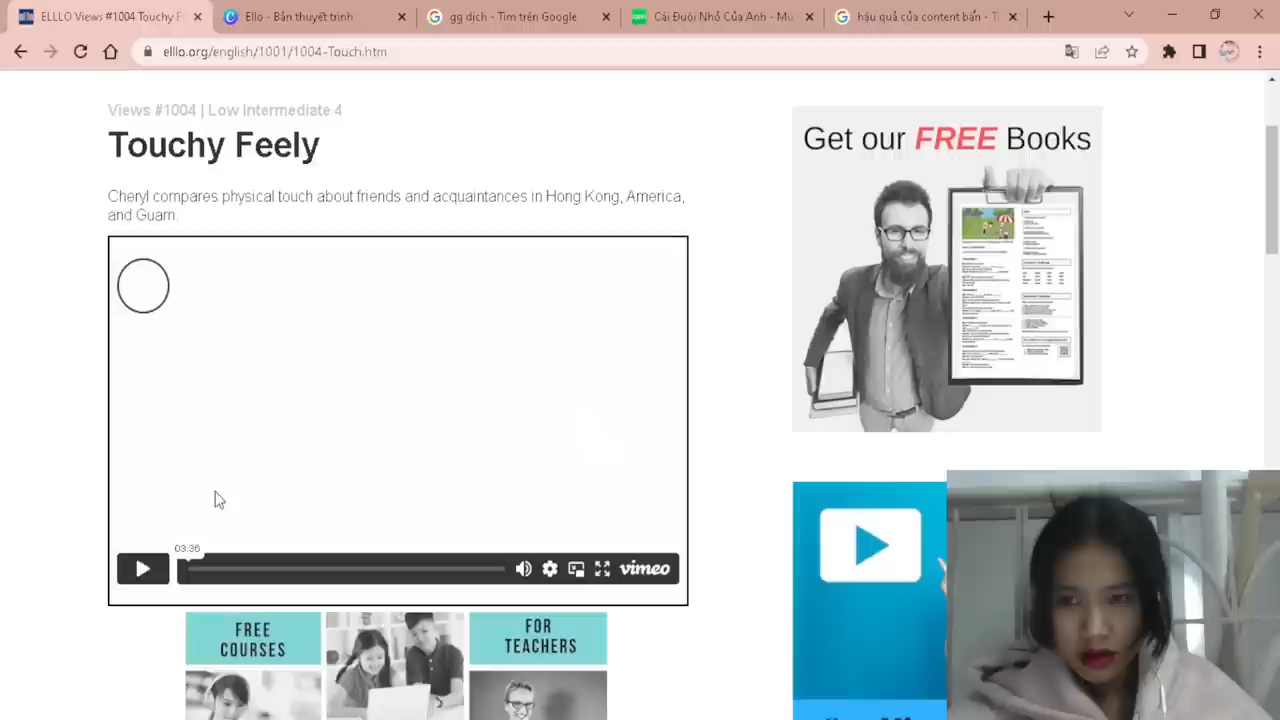 ELLLO Views #1004 Touchy F
Ello - Bản thuyết trình
gg dịch - Tìm trên Google
Cái Đuôi Nhỏ Của Anh - Mù
hậu quả của content bẩn - T
elllo.org/english/1001/1004-Touch.htm
Views #1004 | Low Intermediate 4
Touchy Feely
Cheryl compares physical touch about friends and acquaintances in Hong Kong, America,
and Guam.
03:36
vimeo
FREE
COURSES
FOR
TEACHERS
Get our FREE Books